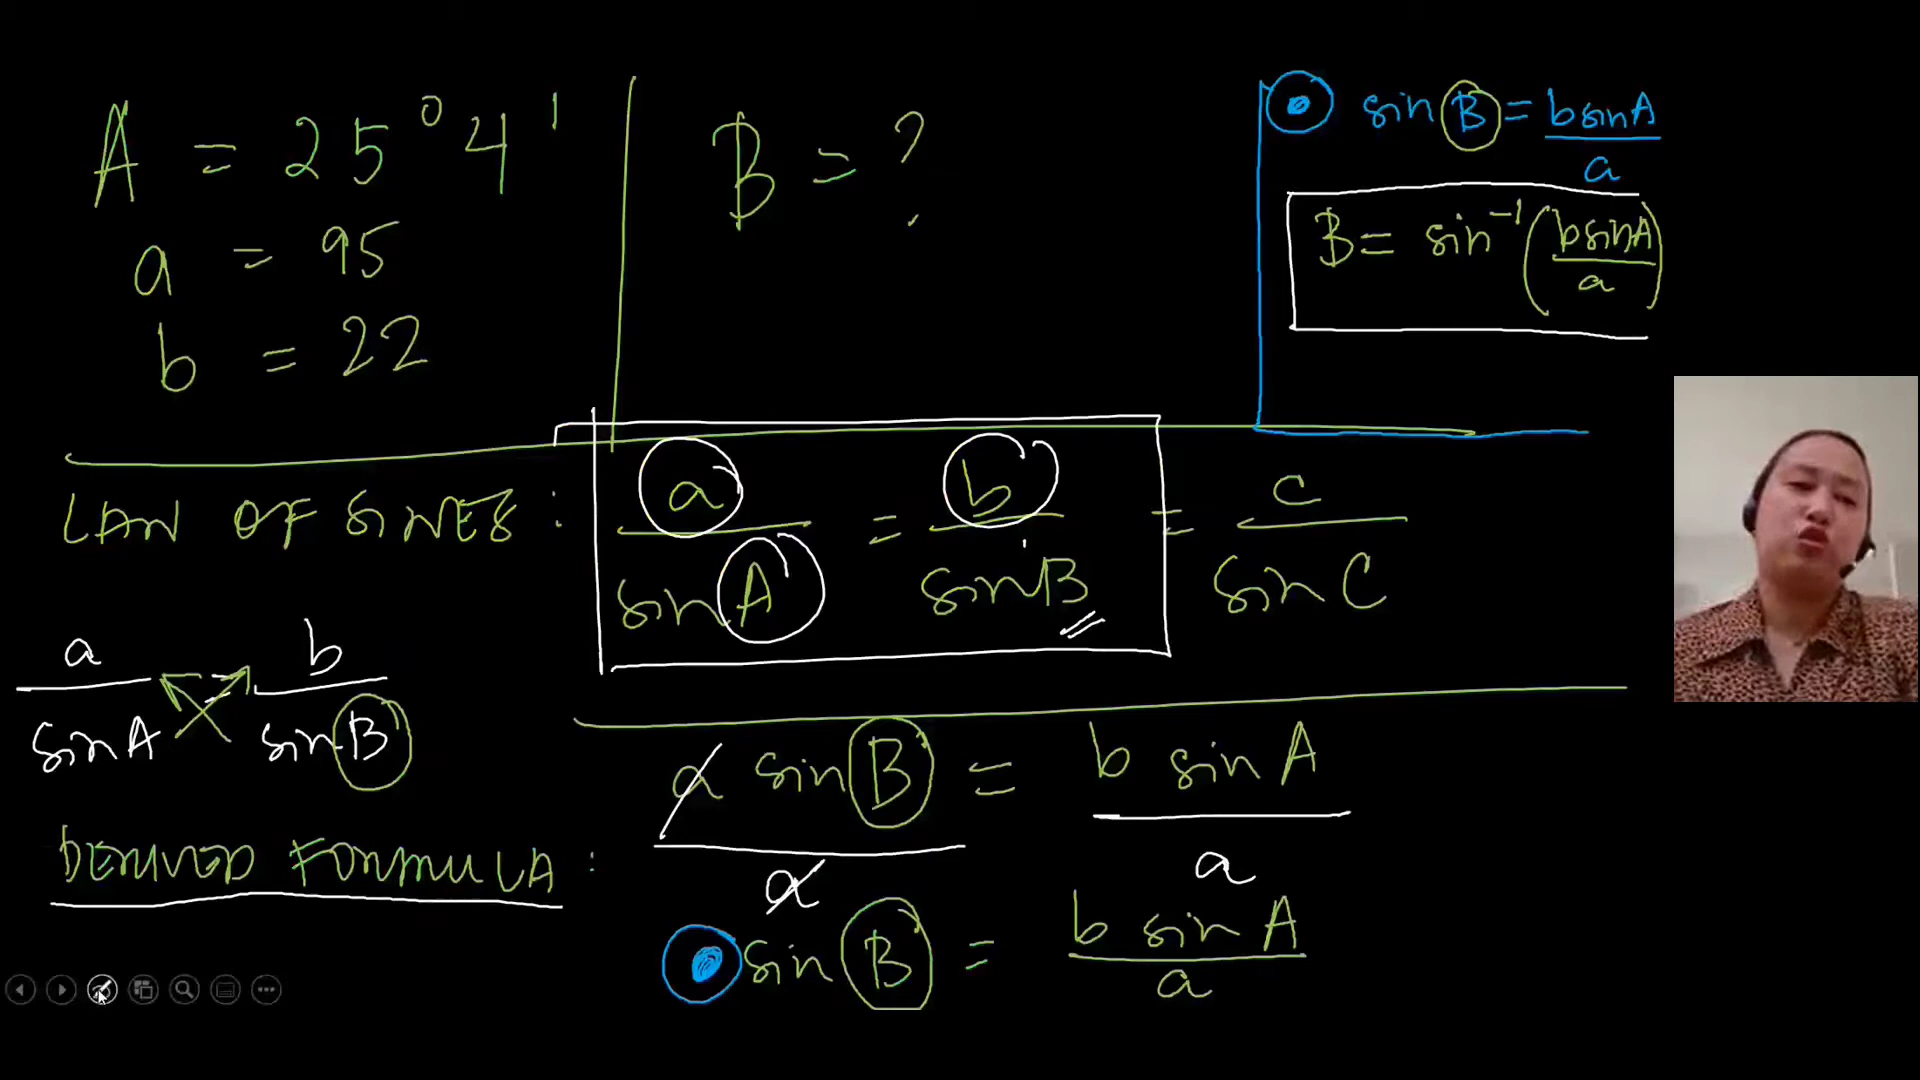 A = 25° 4'
a = 95
b = 22
B = ?
sin B = b sin A / a
B = sin⁻¹ (b sin A / a)
LAW OF SINES : a / sin A = b / sin B = c / sin C
a / sin A = b / sin B
DERIVED FORMULA :
a sin B / a = b sin A / a
sin B = b sin A / a